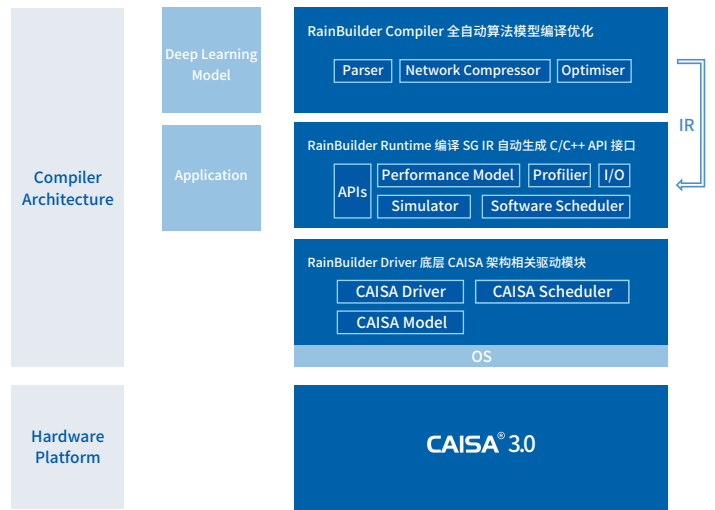 Compiler
Architecture
Deep Learning
Model
Application
RainBuilder Compiler 全自动算法模型编译优化
Parser
Network Compressor
Optimiser
IR
RainBuilder Runtime 编译 SG IR 自动生成 C/C++ API 接口
APIs
Performance Model
Profilier
I/O
Simulator
Software Scheduler
RainBuilder Driver 底层 CAISA 架构相关驱动模块
CAISA Driver
CAISA Scheduler
CAISA Model
OS
Hardware
Platform
CAISA® 3.0